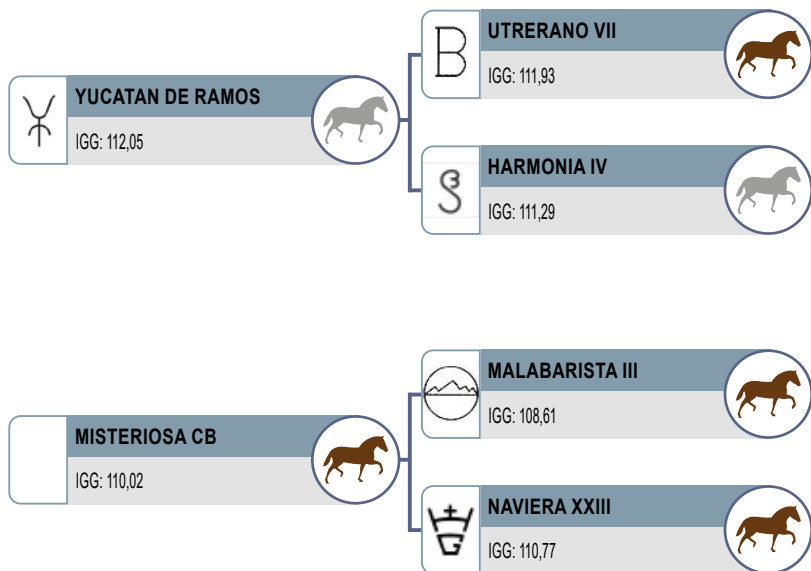 UTRERANO VII
IGG: 111,93
YUCATAN DE RAMOS
IGG: 112,05
HARMONIA IV
IGG: 111,29
MALABARISTA III
IGG: 108,61
MISTERIOSA CB
IGG: 110,02
NAVIERA XXIII
IGG: 110,77